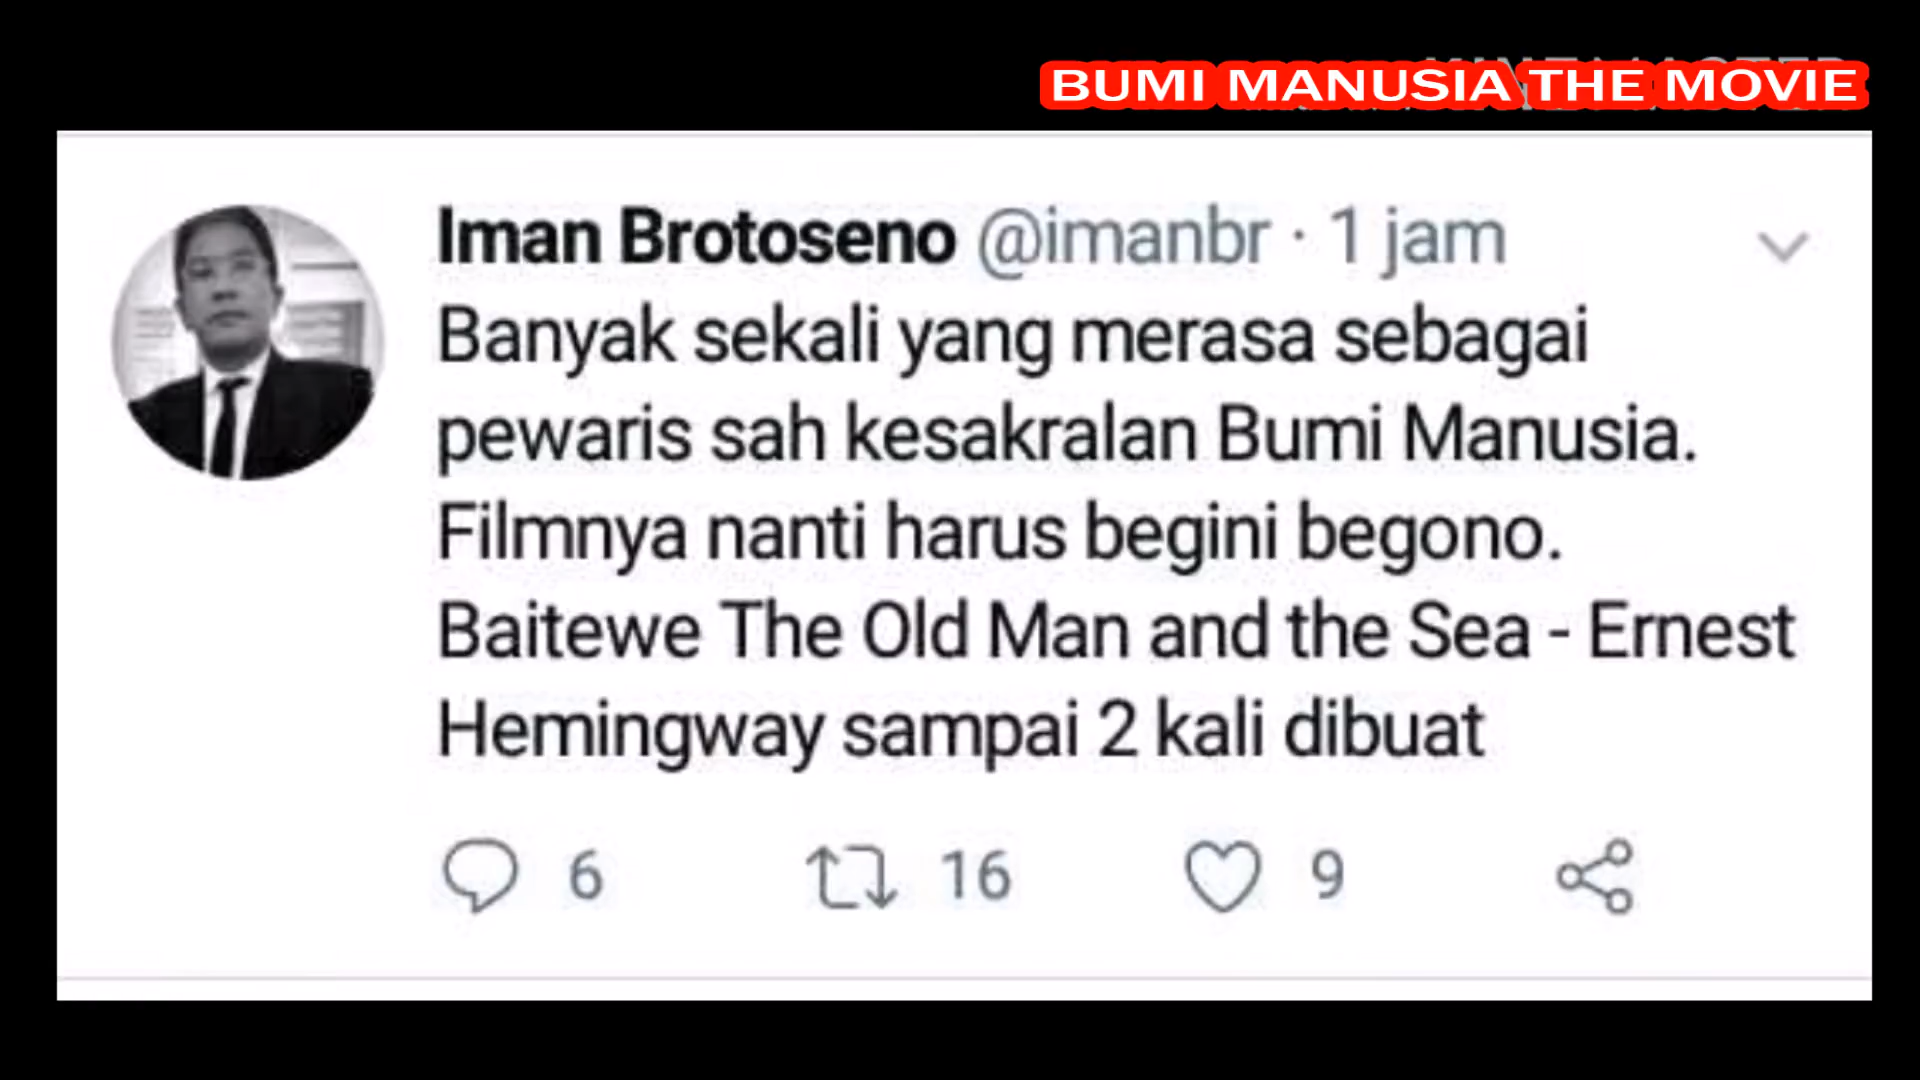 BUMI MANUSIA THE MOVIE
Iman Brotoseno @imanbr · 1 jam
Banyak sekali yang merasa sebagai
pewaris sah kesakralan Bumi Manusia.
Filmnya nanti harus begini begono.
Baitewe The Old Man and the Sea - Ernest
Hemingway sampai 2 kali dibuat
6 16 9